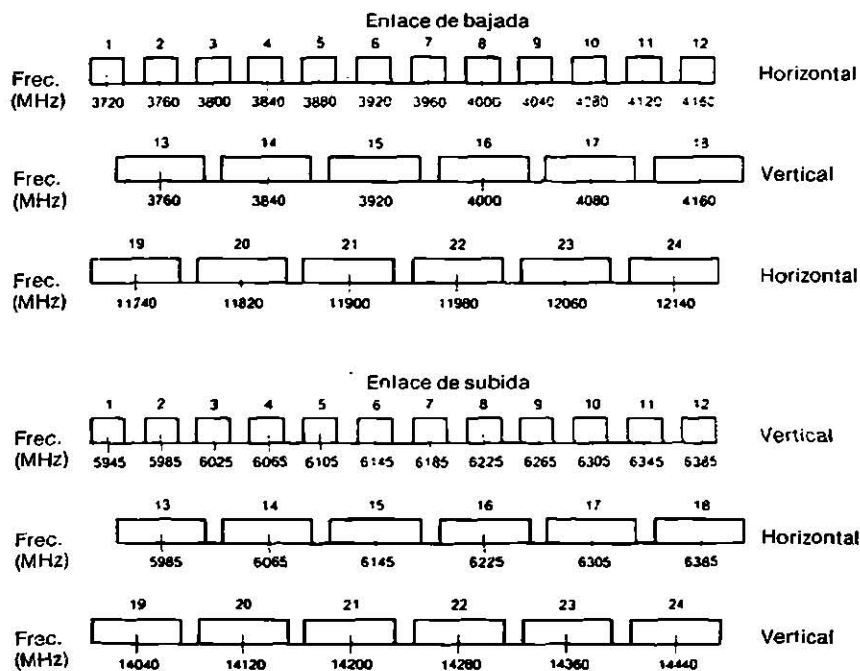 Enlace de bajada
1 2 3 4 5 6 7 8 9 10 11 12
Frec. Horizontal
(MHz) 3720 3760 3800 3840 3880 3920 3960 4000 4040 4080 4120 4160
13 14 15 16 17 18
Frec. Vertical
(MHz) 3760 3840 3920 4000 4080 4160
19 20 21 22 23 24
Frec. Horizontal
(MHz) 11740 11820 11900 11980 12060 12140
Enlace de subida
1 2 3 4 5 6 7 8 9 10 11 12
Frec. Vertical
(MHz) 5945 5985 6025 6065 6105 6145 6185 6225 6265 6305 6345 6385
13 14 15 16 17 18
Frec. Horizontal
(MHz) 5985 6065 6145 6225 6305 6385
19 20 21 22 23 24
Frec. Vertical
(MHz) 14040 14120 14200 14280 14360 14440